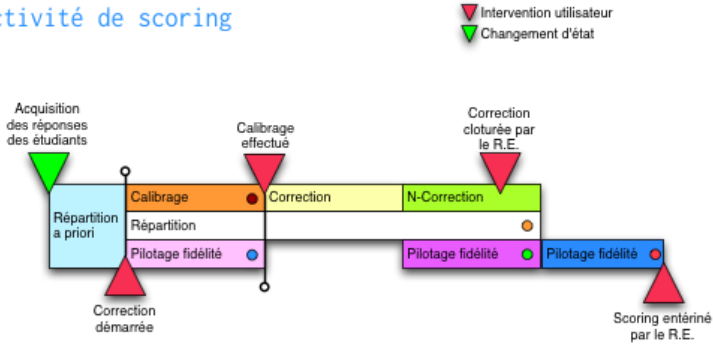 ctivité de scoring
Intervention utilisateur
Changement d'état
Acquisition
des réponses
des étudiants
Calibrage
effectué
Correction
cloturée par
le R.E.
Répartition
a priori
Calibrage
Correction
N-Correction
Répartition
Pilotage fidélité
Pilotage fidélité
Pilotage fidélité
Correction
démarrée
Scoring entériné
par le R.E.